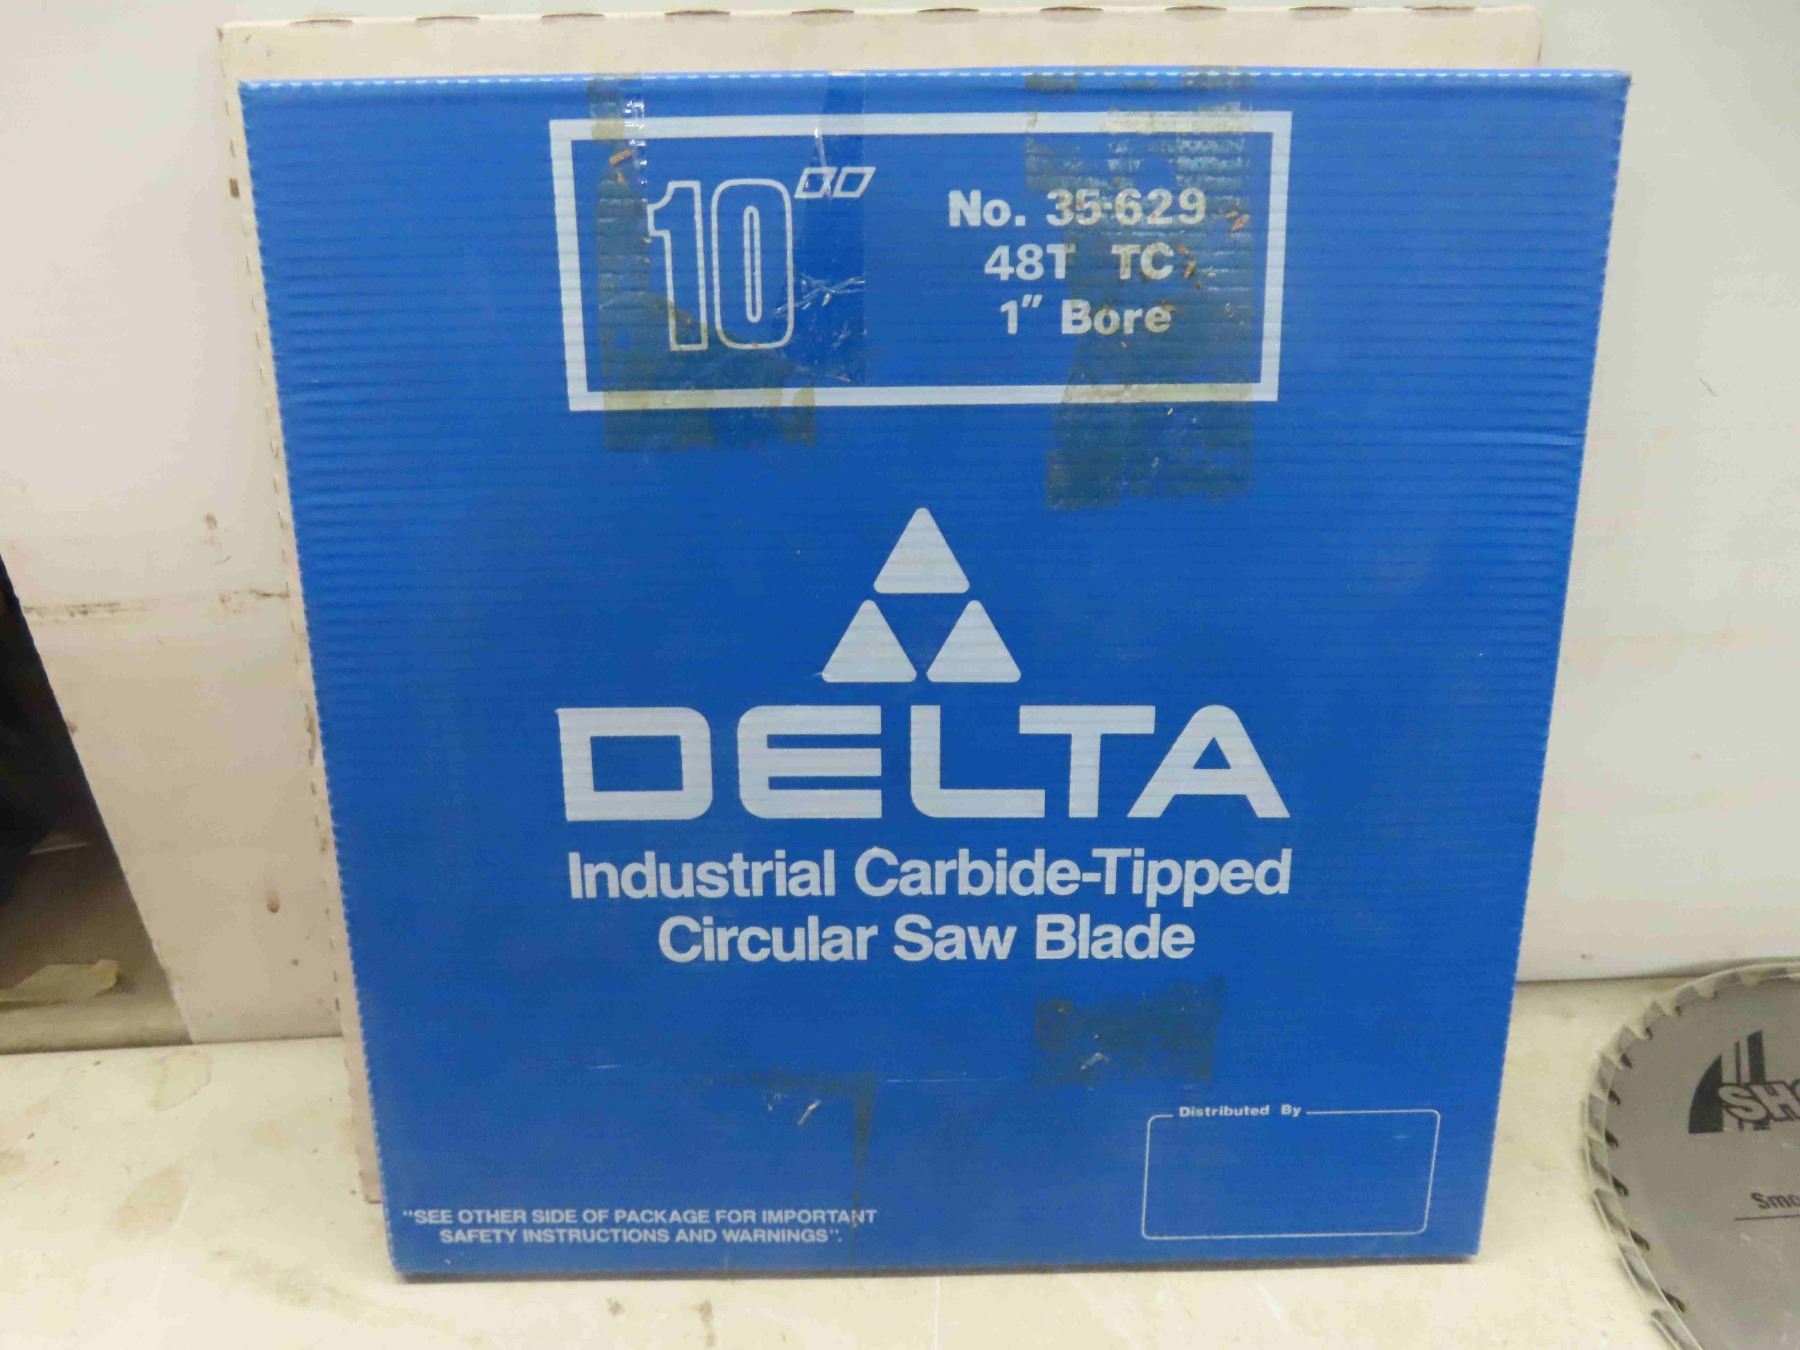 10"
No. 35-629
48T TC
1" Bore
DELTA
Industrial Carbide-Tipped
Circular Saw Blade
Distributed By
"SEE OTHER SIDE OF PACKAGE FOR IMPORTANT
SAFETY INSTRUCTIONS AND WARNINGS".